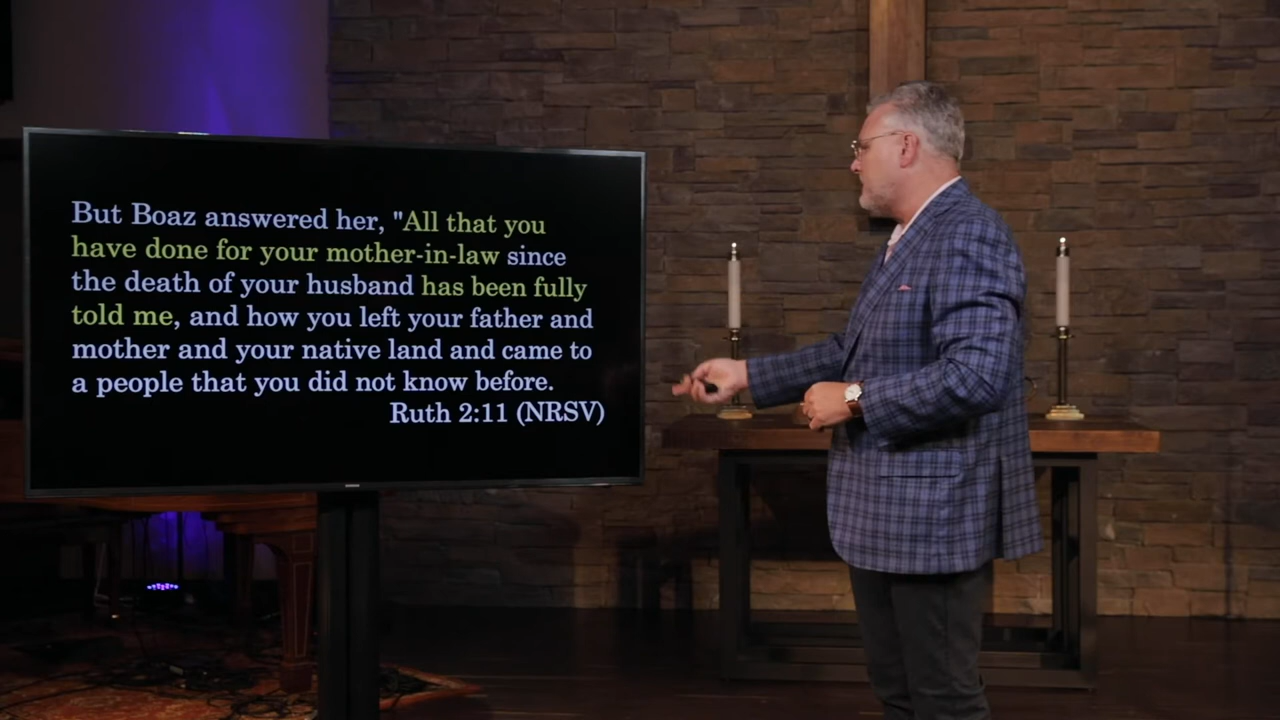 But Boaz answered her, "All that you
have done for your mother-in-law since
the death of your husband has been fully
told me, and how you left your father and
mother and your native land and came to
a people that you did not know before.
Ruth 2:11 (NRSV)